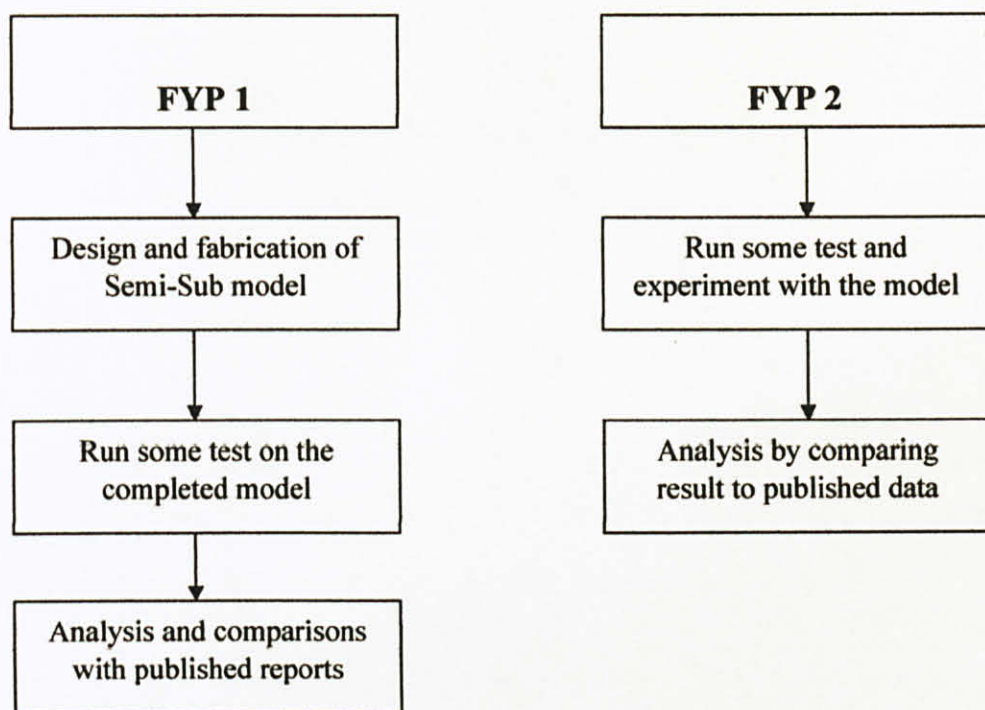 FYP 1
Design and fabrication of
Semi-Sub model
Run some test on the
completed model
Analysis and comparisons
with published reports
FYP 2
Run some test and
experiment with the model
Analysis by comparing
result to published data